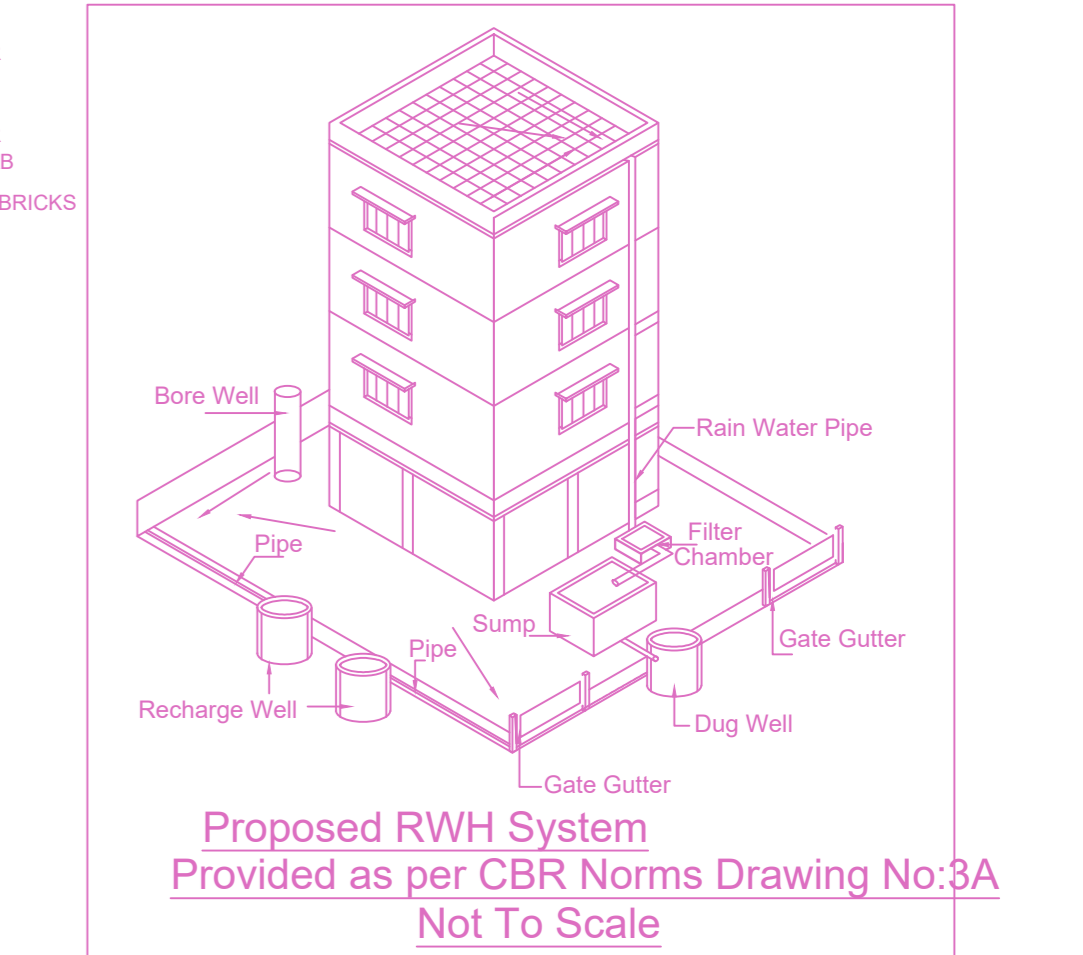 B
BRICKS
Bore Well
Rain Water Pipe
Filter
Chamber
Pipe
Sump
Gate Gutter
Pipe
Recharge Well
Dug Well
Gate Gutter
Proposed RWH System
Provided as per CBR Norms Drawing No:3A
Not To Scale